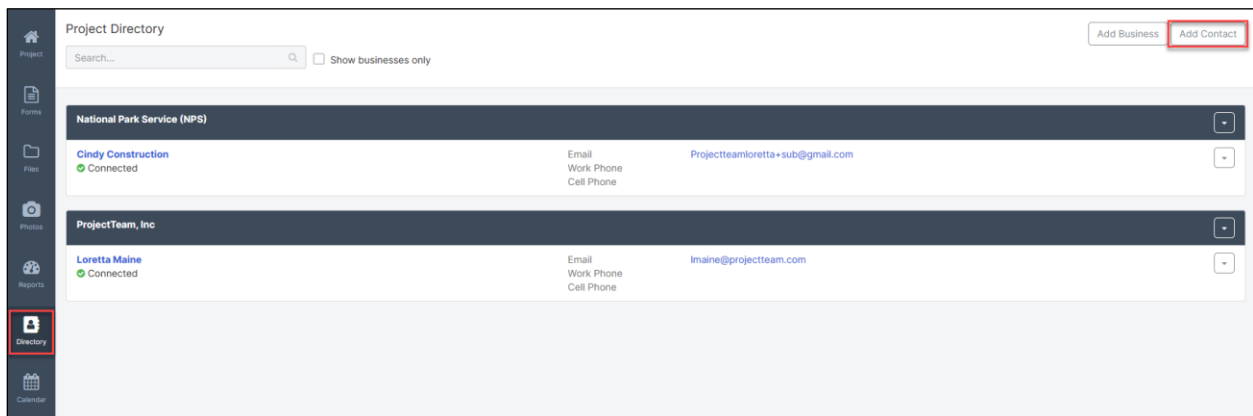 Project
Forms
Files
Photos
Reports
Directory
Calendar
Project Directory
Add Business
Add Contact
Search...
Show businesses only
National Park Service (NPS)
Cindy Construction
Connected
Email
Projectteamloretta+sub@gmail.com
Work Phone
Cell Phone
ProjectTeam, Inc
Loretta Maine
Connected
Email
lmaine@projectteam.com
Work Phone
Cell Phone